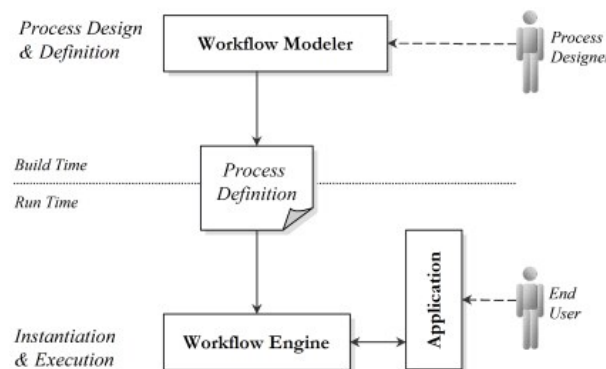 Process Design
& Definition
Workflow Modeler
Process
Designer
Build Time
Process
Definition
Run Time
Application
End
User
Instantiation
& Execution
Workflow Engine